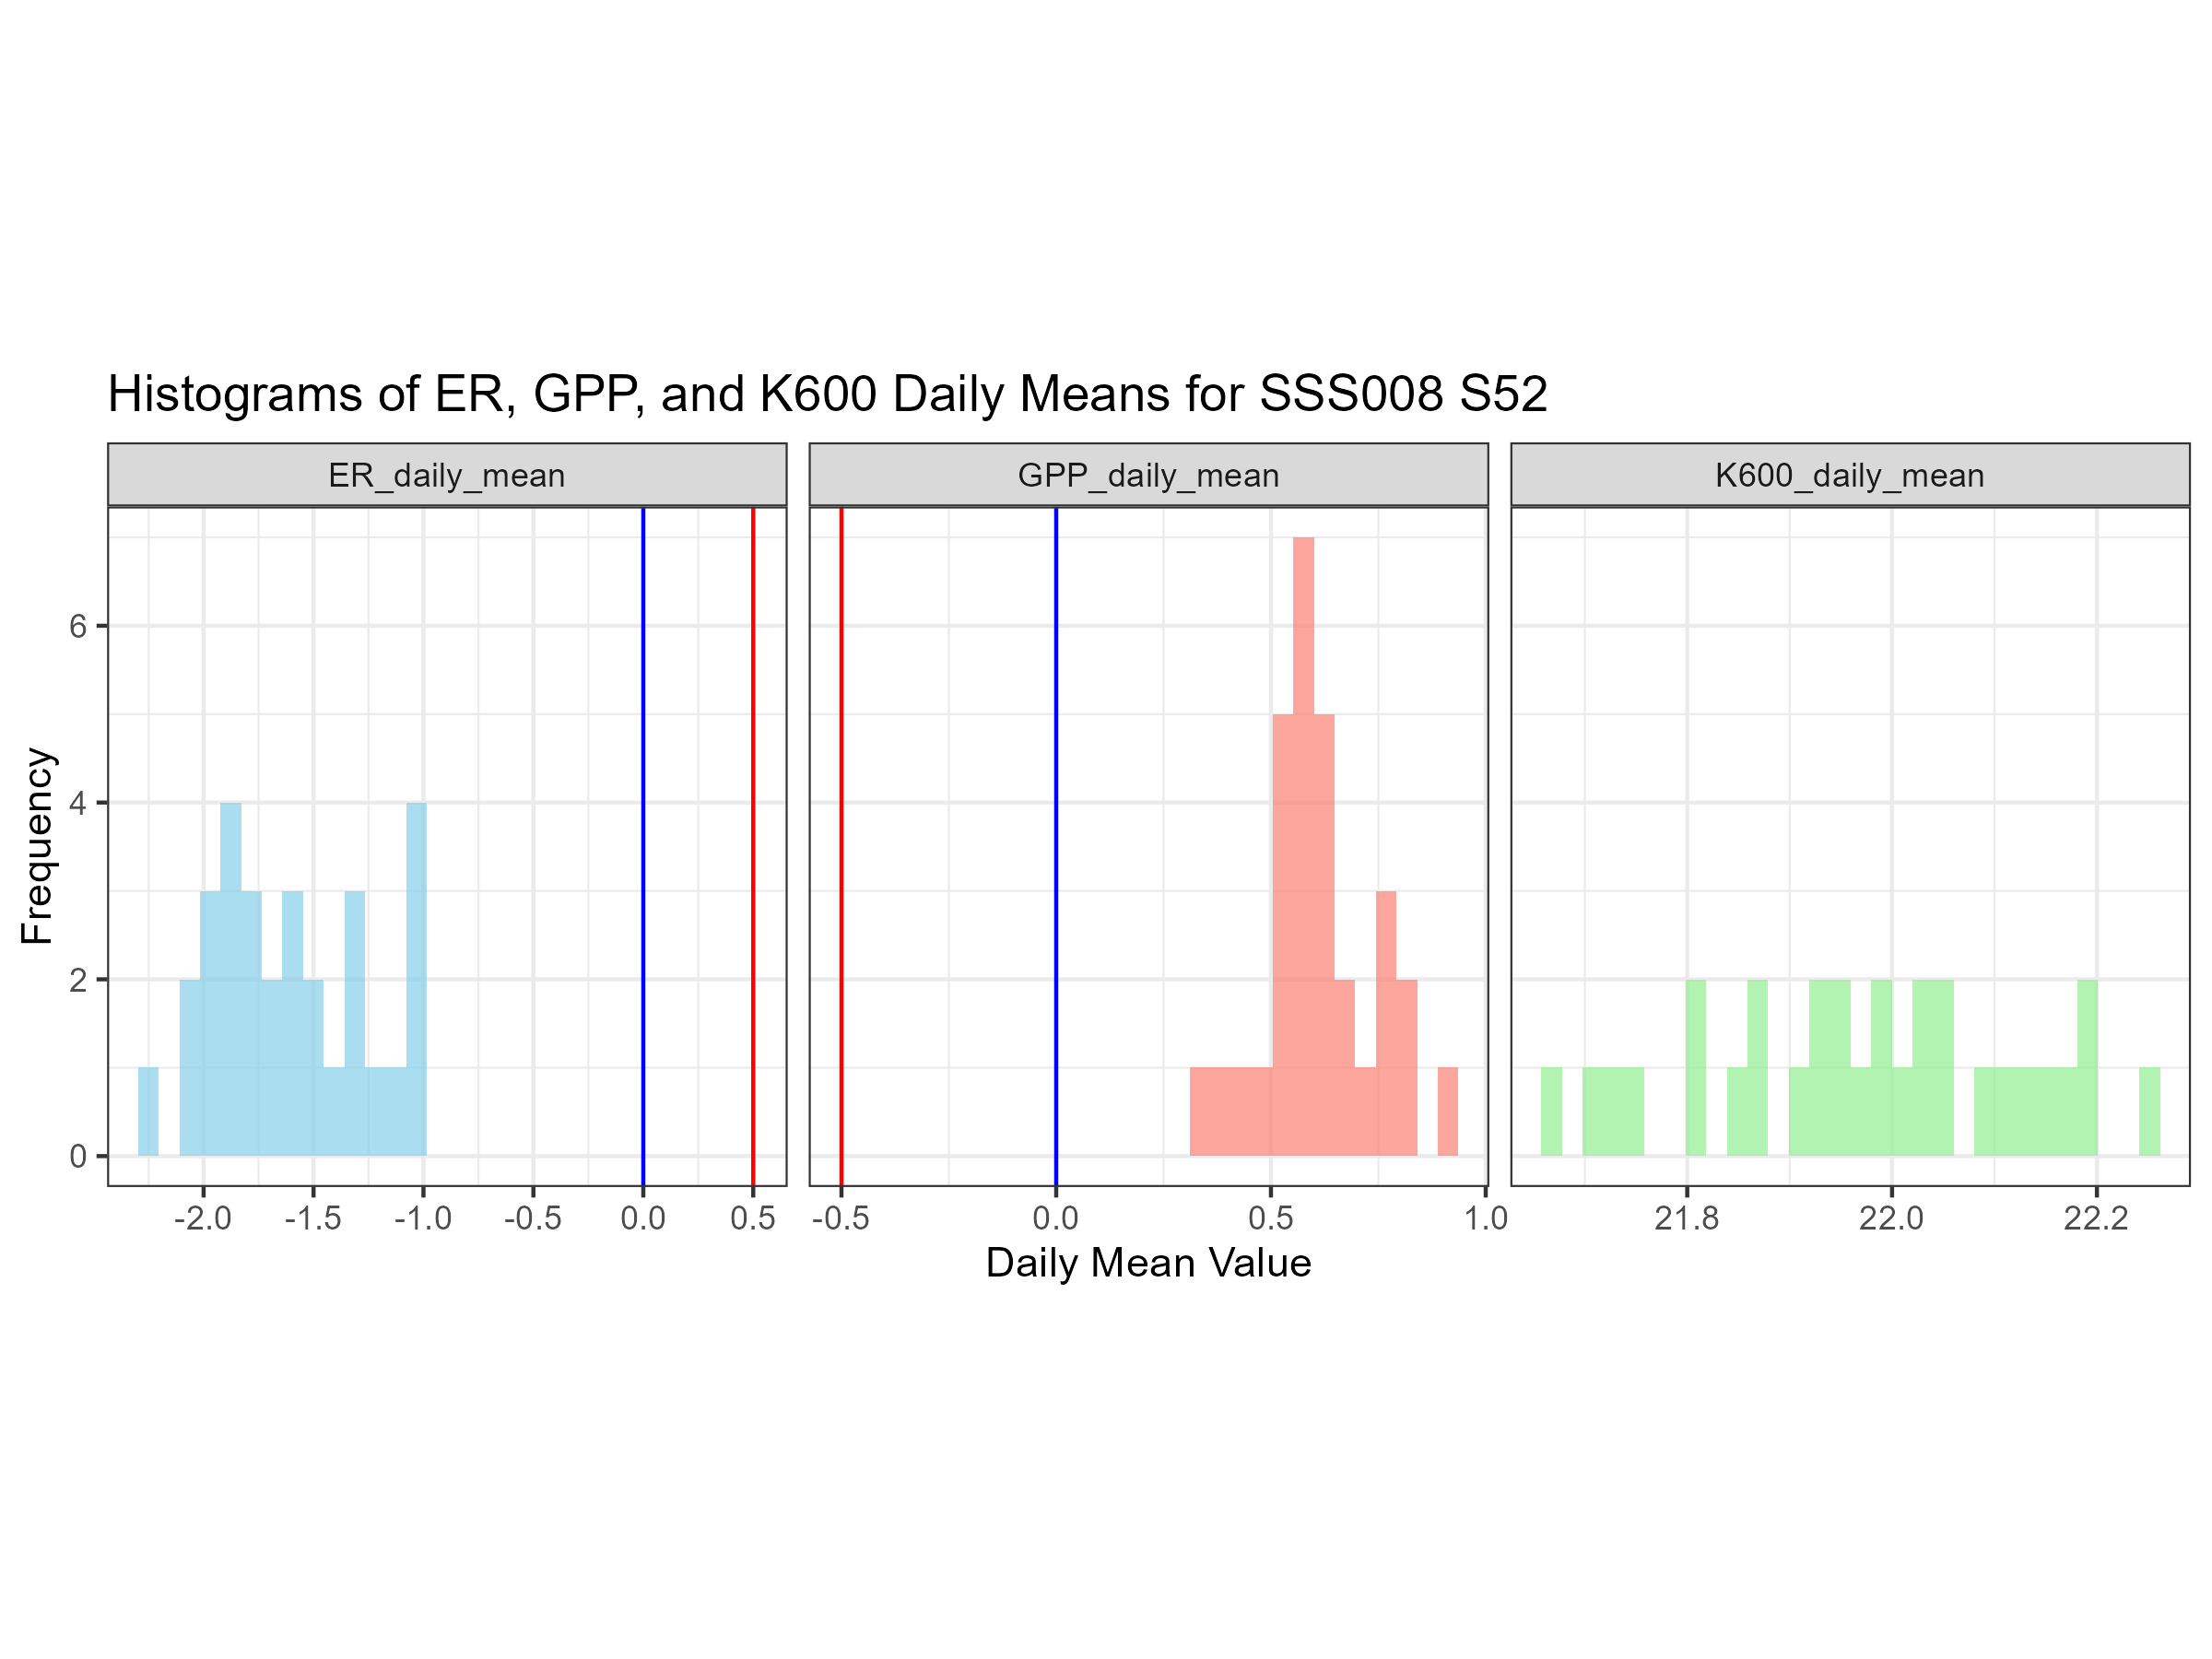 Histograms of ER, GPP, and K600 Daily Means for SSS008 S52
ER_daily_mean GPP_daily_mean K600_daily_mean
Frequency
6
4
2
0
-2.0 -1.5 -1.0 -0.5 0.0 0.5 -0.5 0.0 0.5 1.0 21.8 22.0 22.2
Daily Mean Value